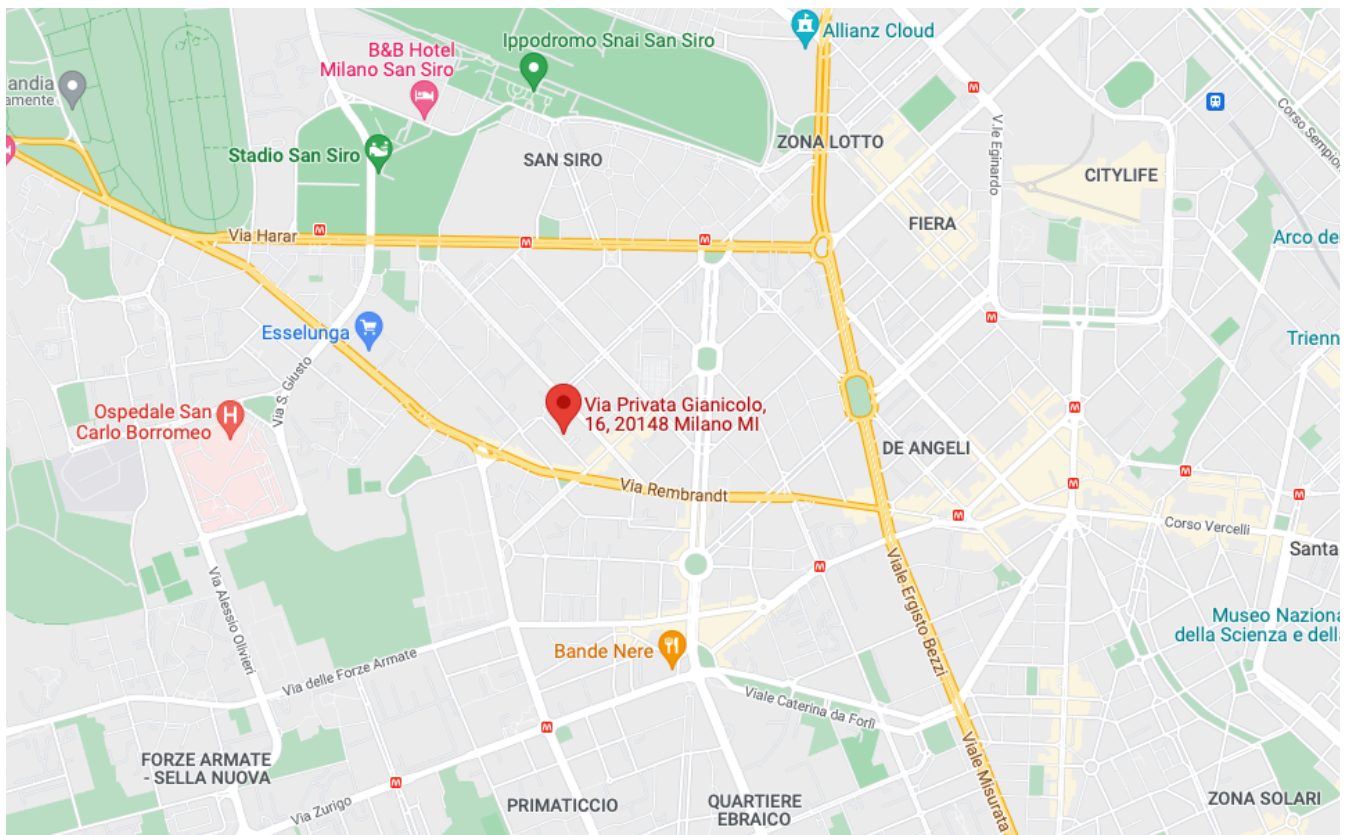 Allianz Cloud
Ippodromo Snai San Siro
B&B Hotel
Milano San Siro
andia
amente
Corso Sempio
V.le Eginardo
ZONA LOTTO
Stadio San Siro
SAN SIRO
CITYLIFE
FIERA
Via Harar
Arco de
M
M
M
M
M
Esselunga
Trienn
Via S. Giusto
Ospedale San
Carlo Borromeo
H
Via Privata Gianicolo,
16, 20148 Milano MI
M
DE ANGELI
M
M
Via Rembrandt
M
M
Corso Vercelli
Santa
M
Via Alessio Olivieri
Viale Ergisto Bezzi
Museo Naziona
della Scienza e della
Bande Nere
Via delle Forze Armate
Viale Caterina da Forlì
M
FORZE ARMATE
- SELLA NUOVA
Viale Misurata
M
Via Zurigo
PRIMATICCIO
QUARTIERE
EBRAICO
ZONA SOLARI